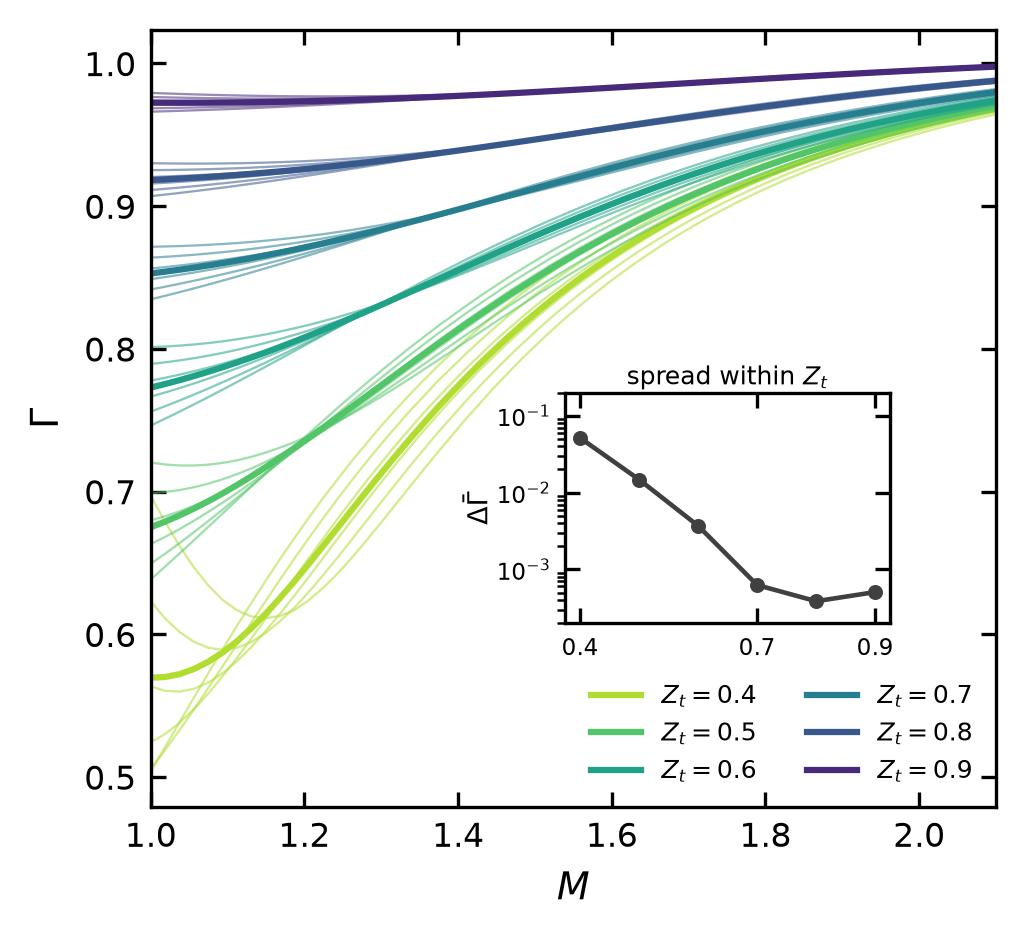 1.0
0.9
0.8
0.7
0.6
0.5
Γ
1.0 1.2 1.4 1.6 1.8 2.0
M
spread within Z_t
10⁻¹
10⁻²
10⁻³
ΔΓ̄
0.4 0.7 0.9
Z_t = 0.4 Z_t = 0.7
Z_t = 0.5 Z_t = 0.8
Z_t = 0.6 Z_t = 0.9